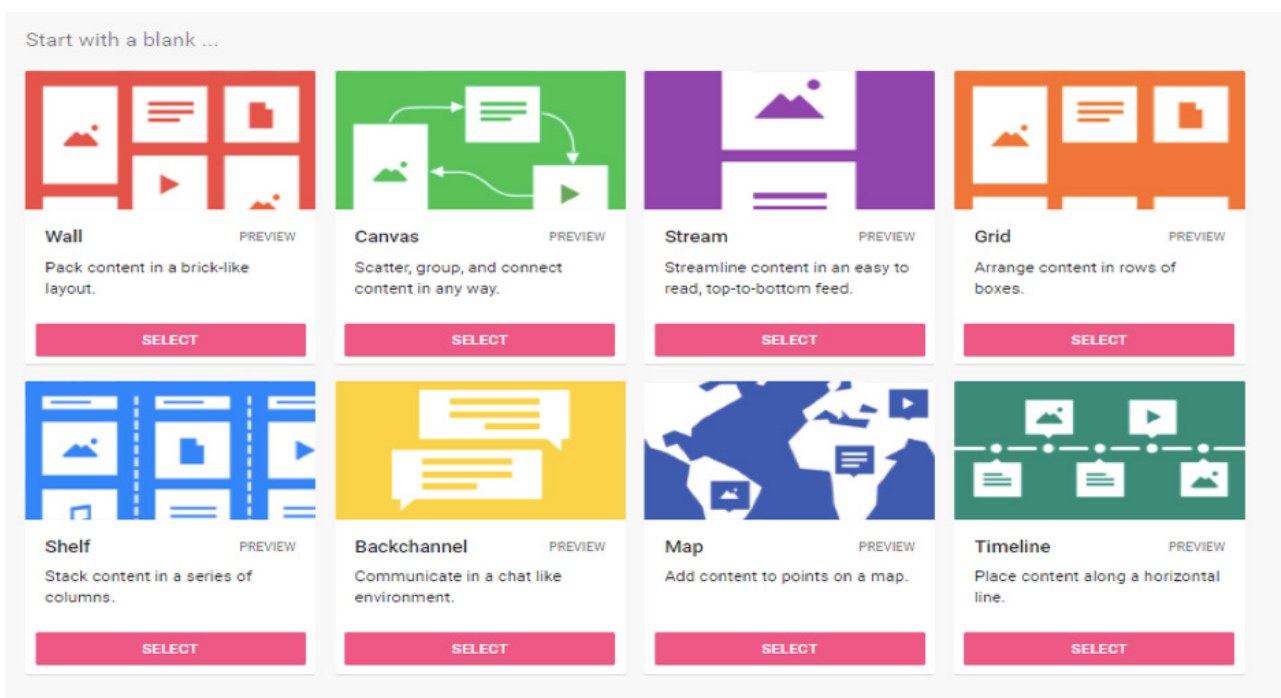 Start with a blank ...
Wall PREVIEW
Pack content in a brick-like
layout.
SELECT
Canvas PREVIEW
Scatter, group, and connect
content in any way.
SELECT
Stream PREVIEW
Streamline content in an easy to
read, top-to-bottom feed.
SELECT
Grid PREVIEW
Arrange content in rows of
boxes.
SELECT
Shelf PREVIEW
Stack content in a series of
columns.
SELECT
Backchannel PREVIEW
Communicate in a chat like
environment.
SELECT
Map PREVIEW
Add content to points on a map.
SELECT
Timeline PREVIEW
Place content along a horizontal
line.
SELECT